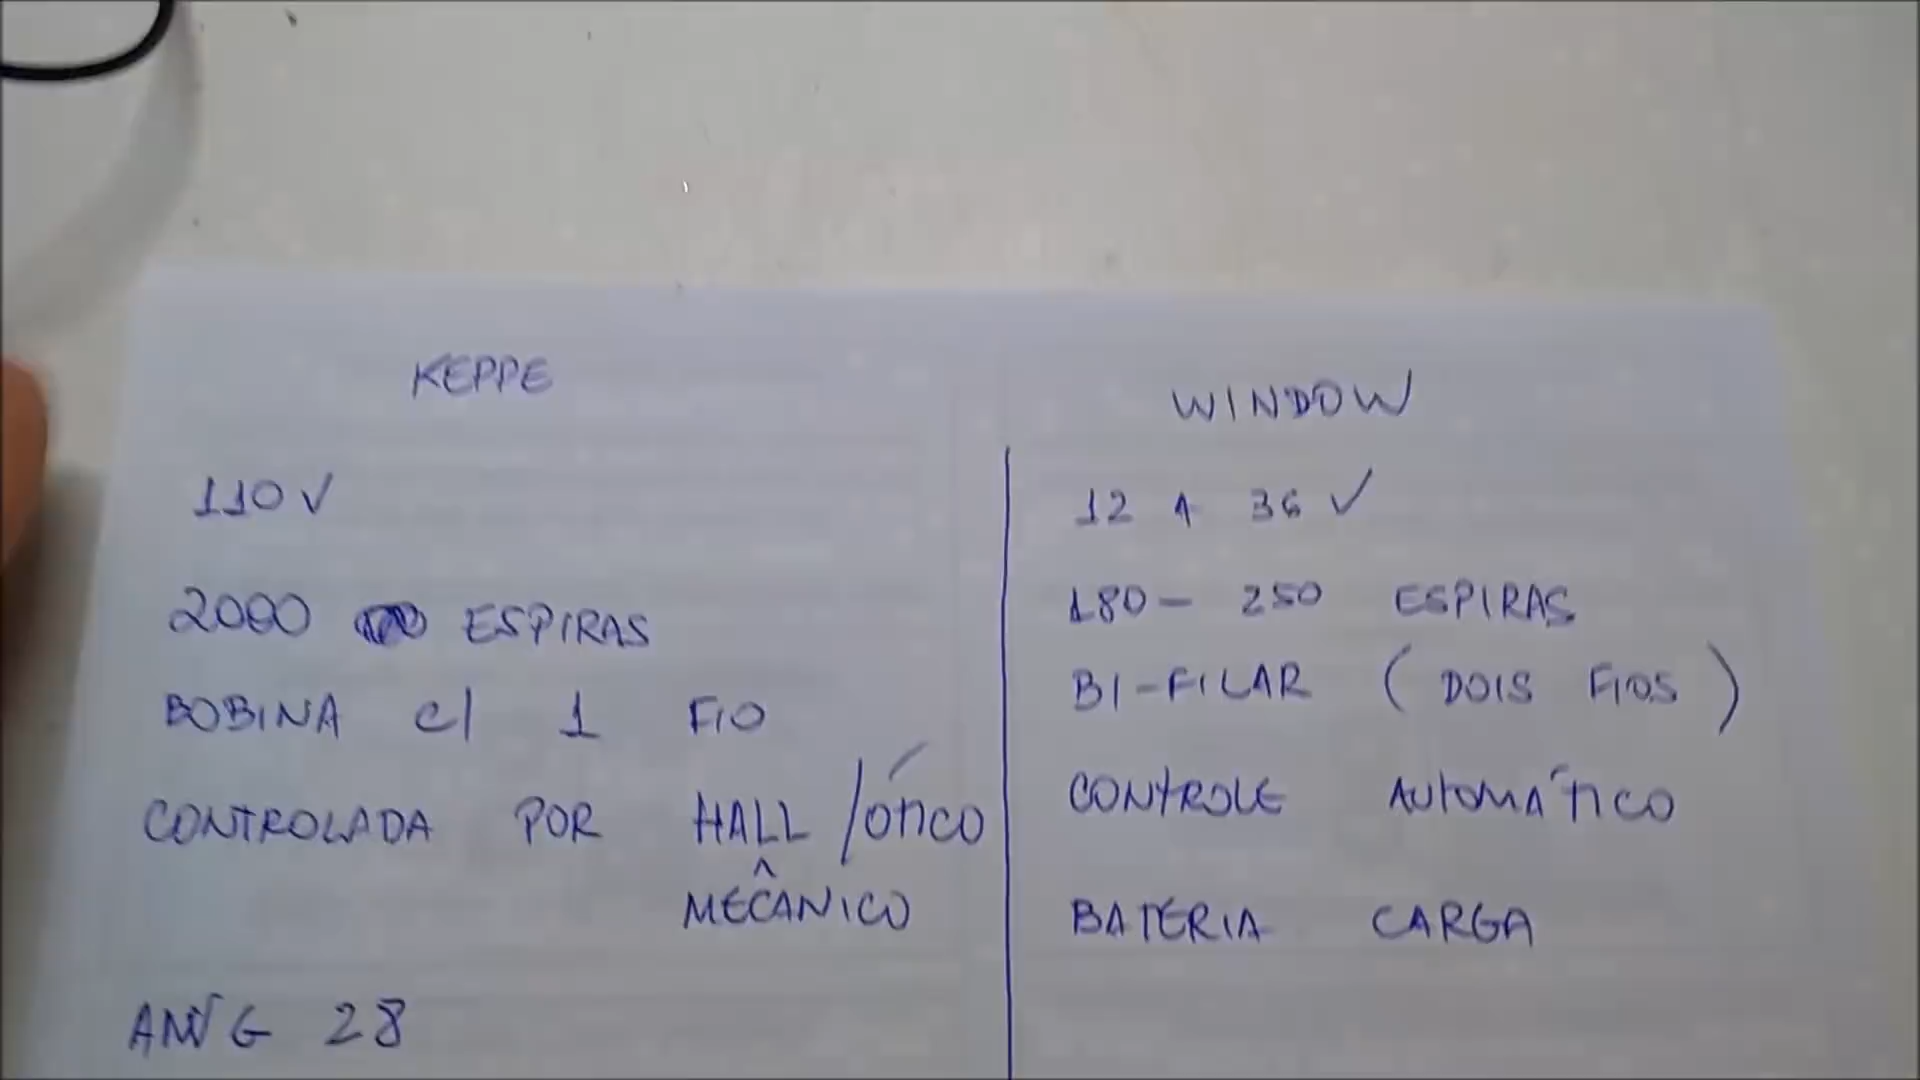 KEPPE
110V
2000 ESPIRAS
BOBINA c/ 1 FIO
CONTROLADA POR HALL / ÓTICO
MECÂNICO
AWG 28
WINDOW
12 A 36 V
180 - 250 ESPIRAS
BI-FILAR ( DOIS FIOS )
CONTROLE AUTOMÁTICO
BATERIA CARGA